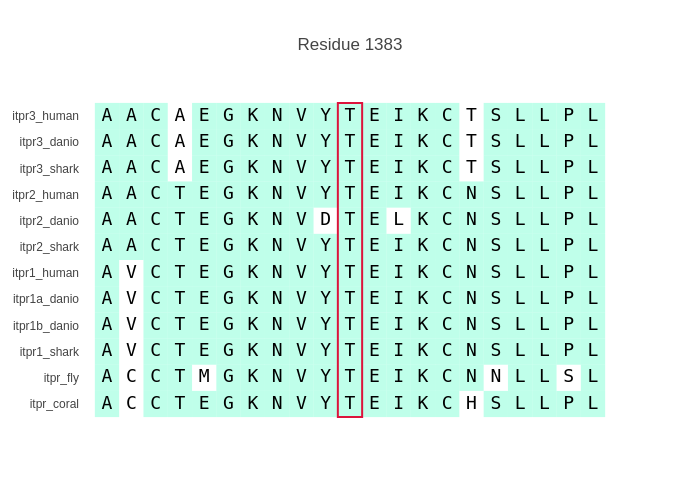 Residue 1383
itpr3_human A A C A E G K N V Y T E I K C T S L L P L
itpr3_danio A A C A E G K N V Y T E I K C T S L L P L
itpr3_shark A A C A E G K N V Y T E I K C T S L L P L
itpr2_human A A C T E G K N V Y T E I K C N S L L P L
itpr2_danio A A C T E G K N V D T E L K C N S L L P L
itpr2_shark A A C T E G K N V Y T E I K C N S L L P L
itpr1_human A V C T E G K N V Y T E I K C N S L L P L
itpr1a_danio A V C T E G K N V Y T E I K C N S L L P L
itpr1b_danio A V C T E G K N V Y T E I K C N S L L P L
itpr1_shark A V C T E G K N V Y T E I K C N S L L P L
itpr_fly A C C T M G K N V Y T E I K C N N L L S L
itpr_coral A C C T E G K N V Y T E I K C H S L L P L